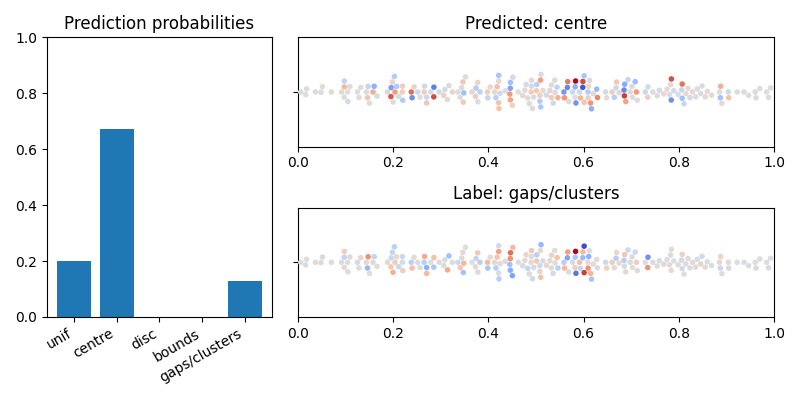 Prediction probabilities
1.0
0.8
0.6
0.4
0.2
0.0
unif
centre
disc
bounds
gaps/clusters
Predicted: centre
0.0 0.2 0.4 0.6 0.8 1.0
Label: gaps/clusters
0.0 0.2 0.4 0.6 0.8 1.0